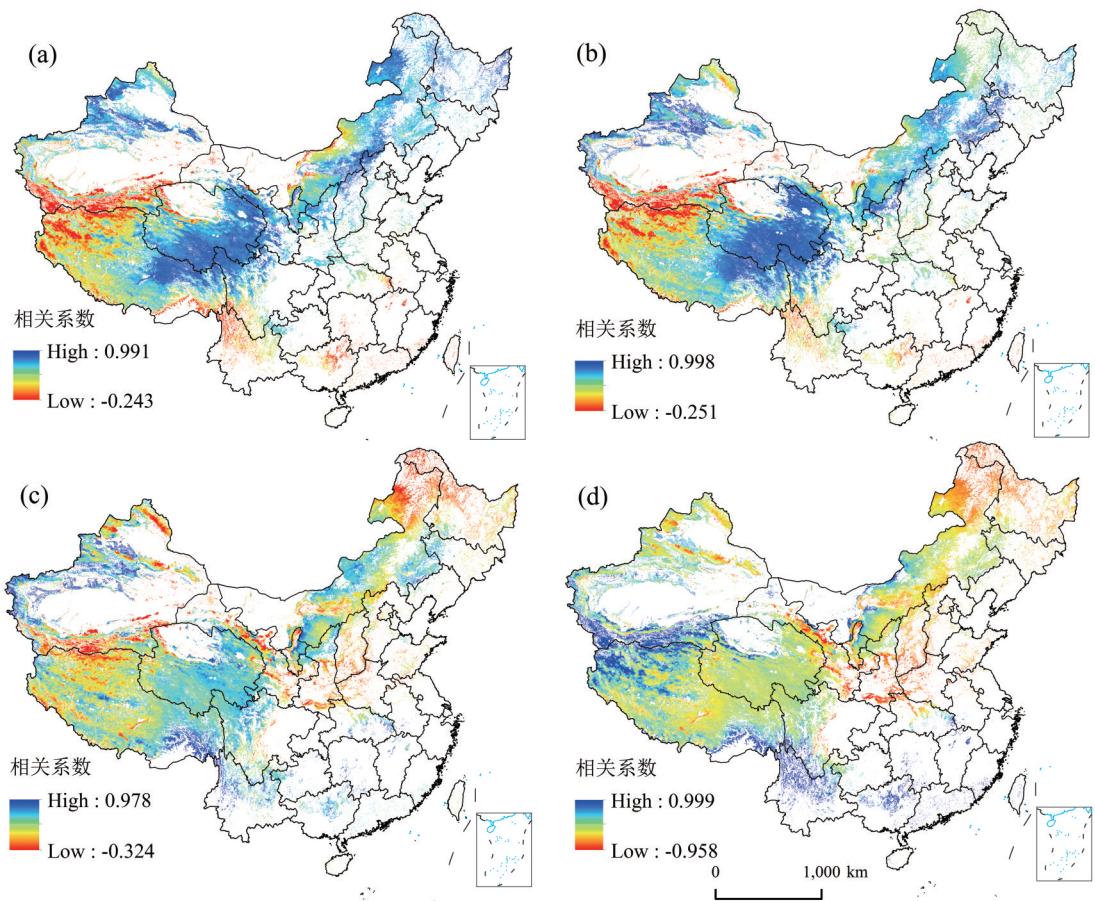 (a)
相关系数
High : 0.991
Low : -0.243
(b)
相关系数
High : 0.998
Low : -0.251
(c)
相关系数
High : 0.978
Low : -0.324
(d)
相关系数
High : 0.999
Low : -0.958
0 1,000 km